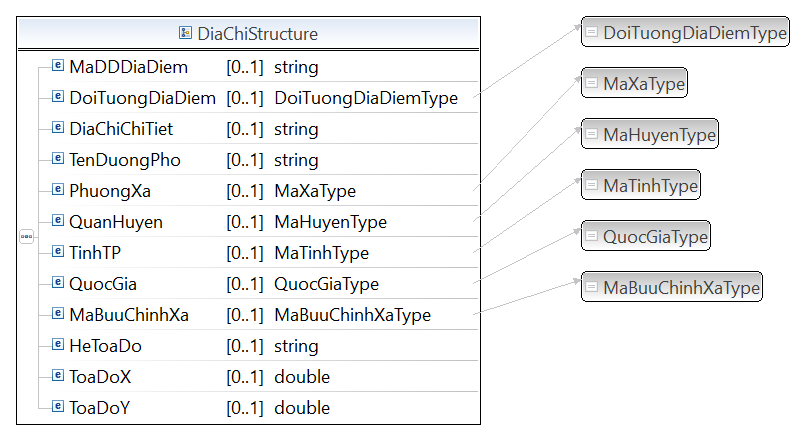 DiaChiStructure
MaDDDiaDiem [0..1] string
DoiTuongDiaDiem [0..1] DoiTuongDiaDiemType
DiaChiChiTiet [0..1] string
TenDuongPho [0..1] string
PhuongXa [0..1] MaXaType
QuanHuyen [0..1] MaHuyenType
TinhTP [0..1] MaTinhType
QuocGia [0..1] QuocGiaType
MaBuuChinhXa [0..1] MaBuuChinhXaType
HeToaDo [0..1] string
ToaDoX [0..1] double
ToaDoY [0..1] double
DoiTuongDiaDiemType
MaXaType
MaHuyenType
MaTinhType
QuocGiaType
MaBuuChinhXaType